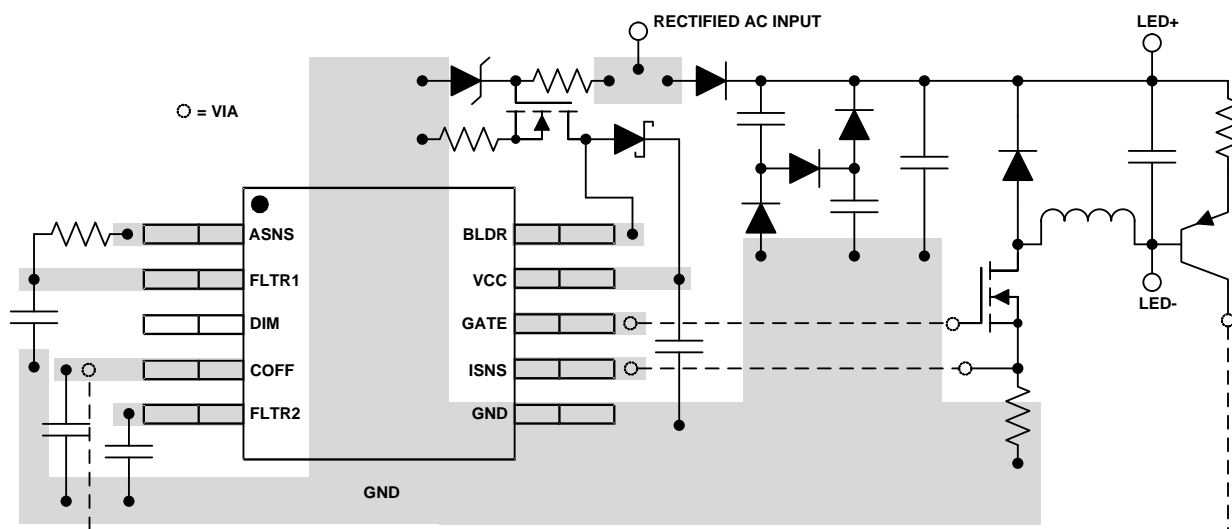 RECTIFIED AC INPUT
LED+
= VIA
ASNS
BLDR
FLTR1
VCC
DIM
GATE
LED-
COFF
ISNS
FLTR2
GND
GND